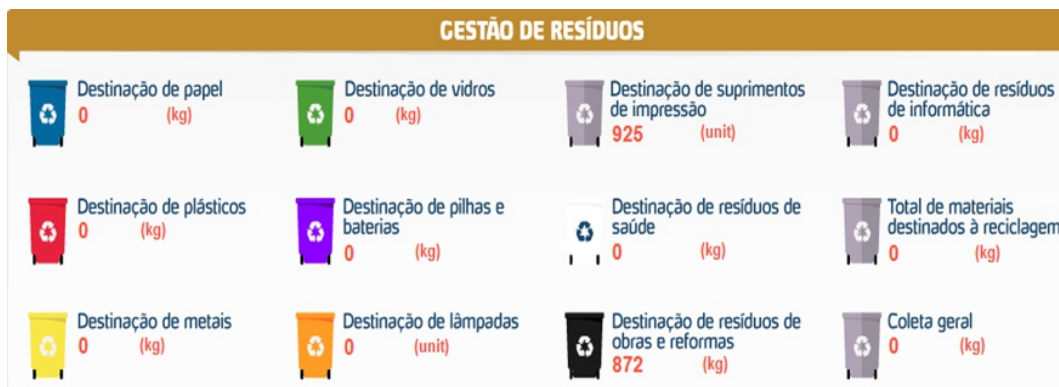 GESTÃO DE RESÍDUOS
Destinação de papel
0 (kg)
Destinação de vidros
0 (kg)
Destinação de suprimentos
de impressão
925 (unit)
Destinação de resíduos
de informática
0 (kg)
Destinação de plásticos
0 (kg)
Destinação de pilhas e
baterias
0 (kg)
Destinação de resíduos de
saúde
0 (kg)
Total de materiais
destinados à reciclagem
0 (kg)
Destinação de metais
0 (kg)
Destinação de lâmpadas
0 (unit)
Destinação de resíduos de
obras e reformas
872 (kg)
Coleta geral
0 (kg)